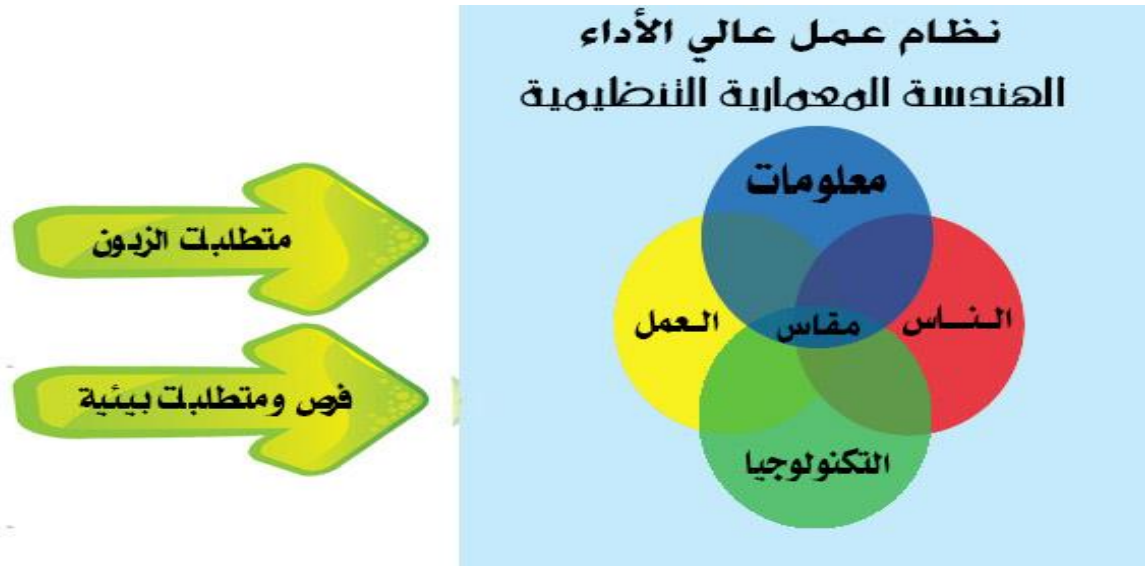 نظام عمل عالي الأداء
الهندسة المعمارية التنظيمية
معلومات
الناس
مقاس
العمل
التكنولوجيا
متطلبات الزبون
فرص ومتطلبات بيئية